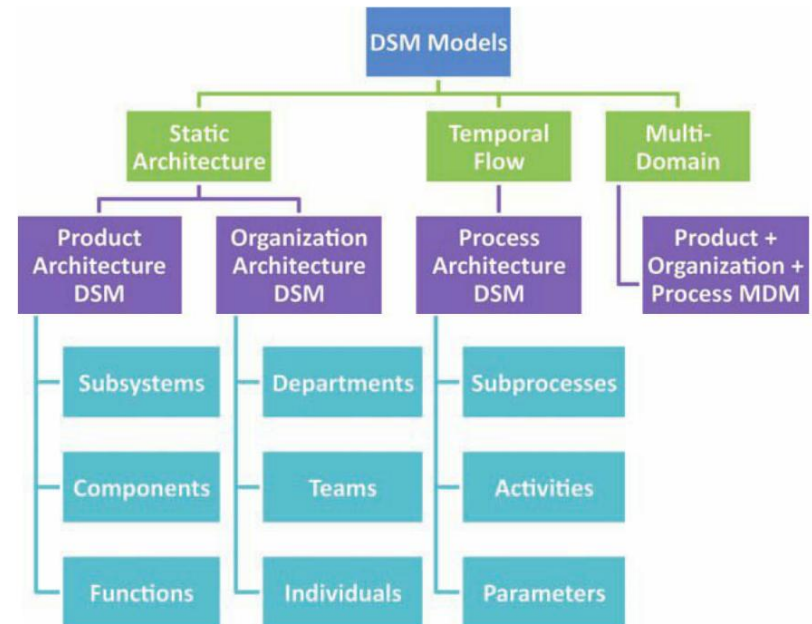 DSM Models
Static
Architecture
Temporal
Flow
Multi-
Domain
Product
Architecture
DSM
Organization
Architecture
DSM
Process
Architecture
DSM
Product +
Organization +
Process MDM
Subsystems
Departments
Subprocesses
Components
Teams
Activities
Functions
Individuals
Parameters